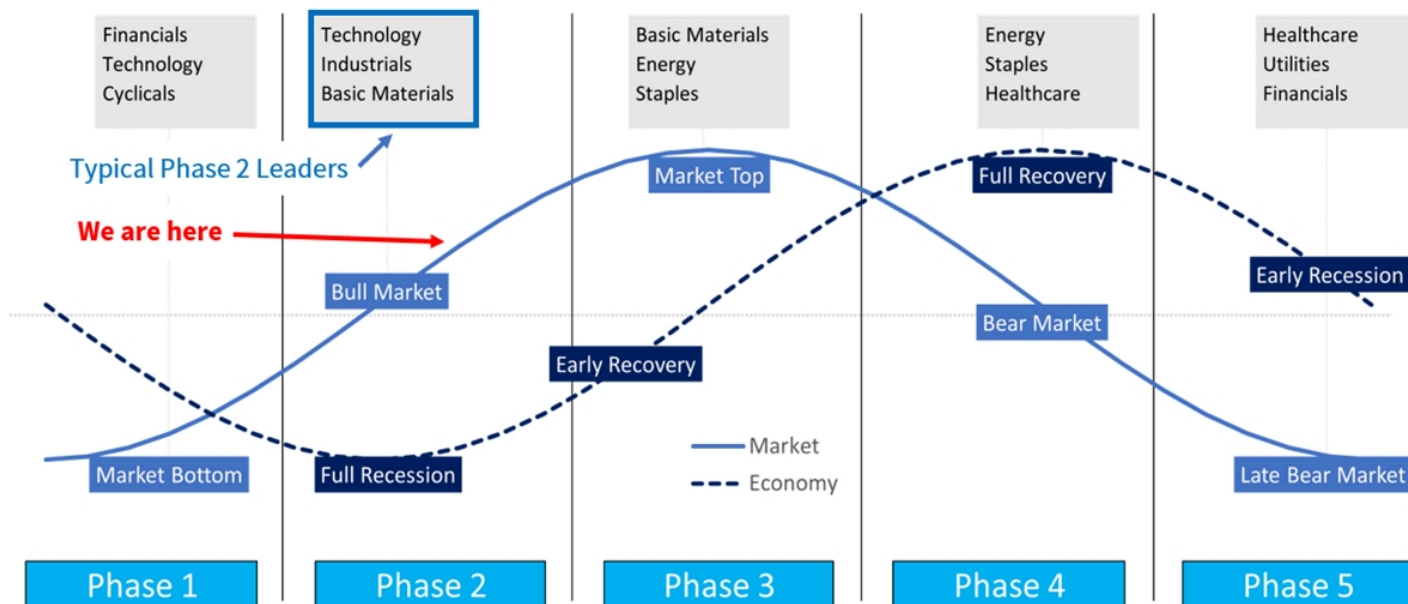 Financials
Technology
Cyclicals
Technology
Industrials
Basic Materials
Basic Materials
Energy
Staples
Energy
Staples
Healthcare
Healthcare
Utilities
Financials
Typical Phase 2 Leaders
We are here
Market Top
Full Recovery
Bull Market
Early Recession
Bear Market
Early Recovery
Market
Economy
Market Bottom
Full Recession
Late Bear Market
Phase 1
Phase 2
Phase 3
Phase 4
Phase 5